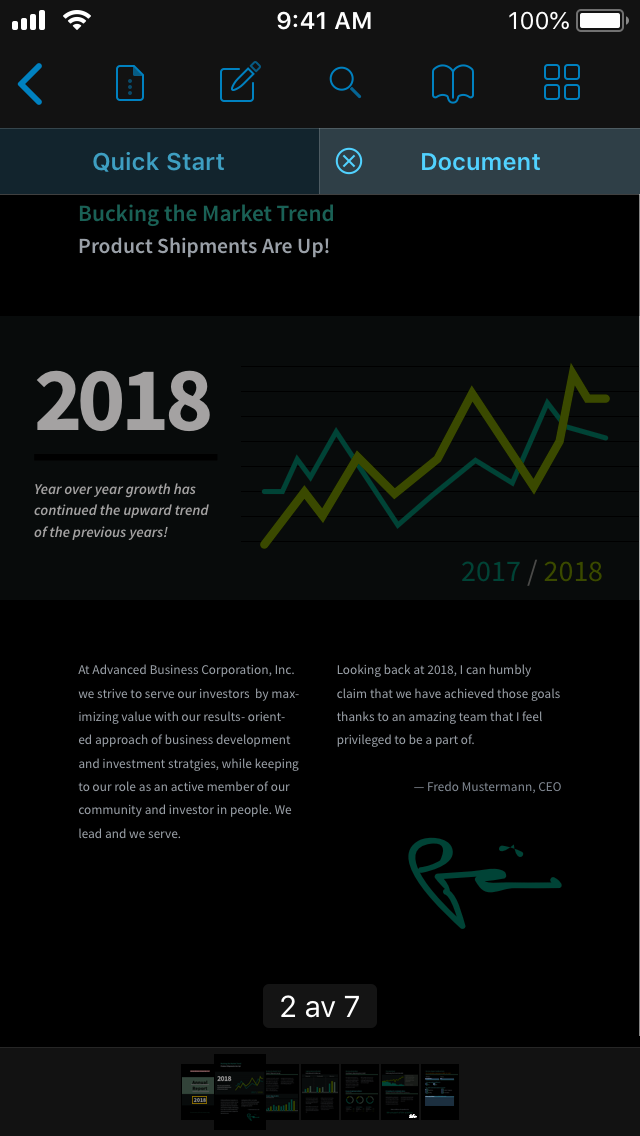 9:41 AM
100%
Quick Start
Document
Bucking the Market Trend
Product Shipments Are Up!
2018
Year over year growth has
continued the upward trend
of the previous years!
2017 / 2018
At Advanced Business Corporation, Inc.
we strive to serve our investors by max-
imizing value with our results- orient-
ed approach of business development
and investment stratgies, while keeping
to our role as an active member of our
community and investor in people. We
lead and we serve.
Looking back at 2018, I can humbly
claim that we have achieved those goals
thanks to an amazing team that I feel
privileged to be a part of.
— Fredo Mustermann, CEO
2 av 7
Annual
Report
2018
2018